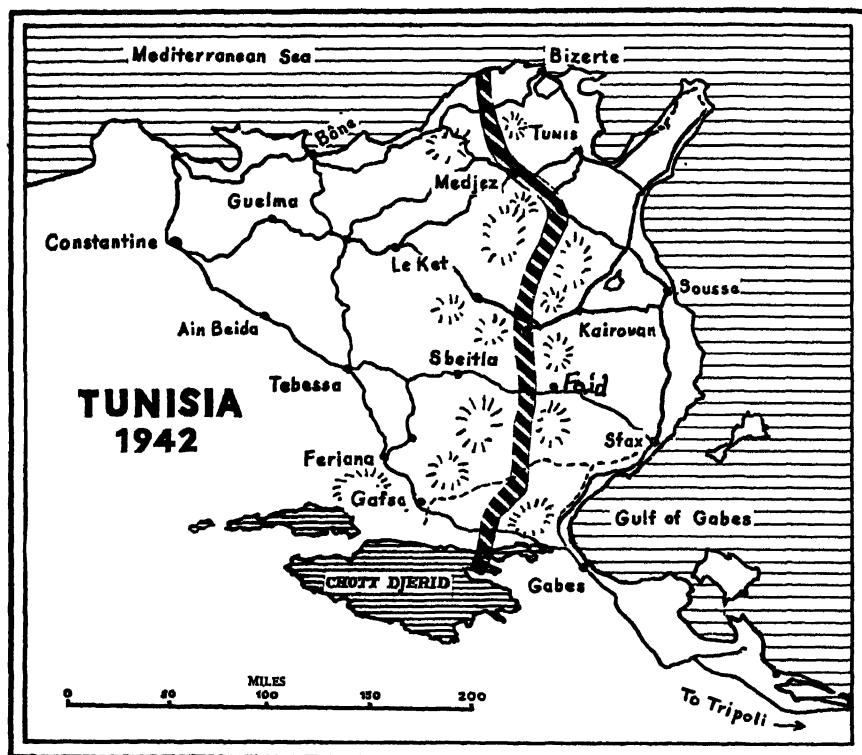 Mediterranean Sea
Bizerte
Bône
TUNIS
Medjez
Guelma
Constantine
Le Kef
Sousse
Ain Beida
Kairouan
Sbeitla
Tebessa
Faid
TUNISIA
1942
Sfax
Feriana
Gafsa
Gulf of Gabes
CHOTT DJERID
Gabes
MILES
0 50 100 150 200
To Tripoli